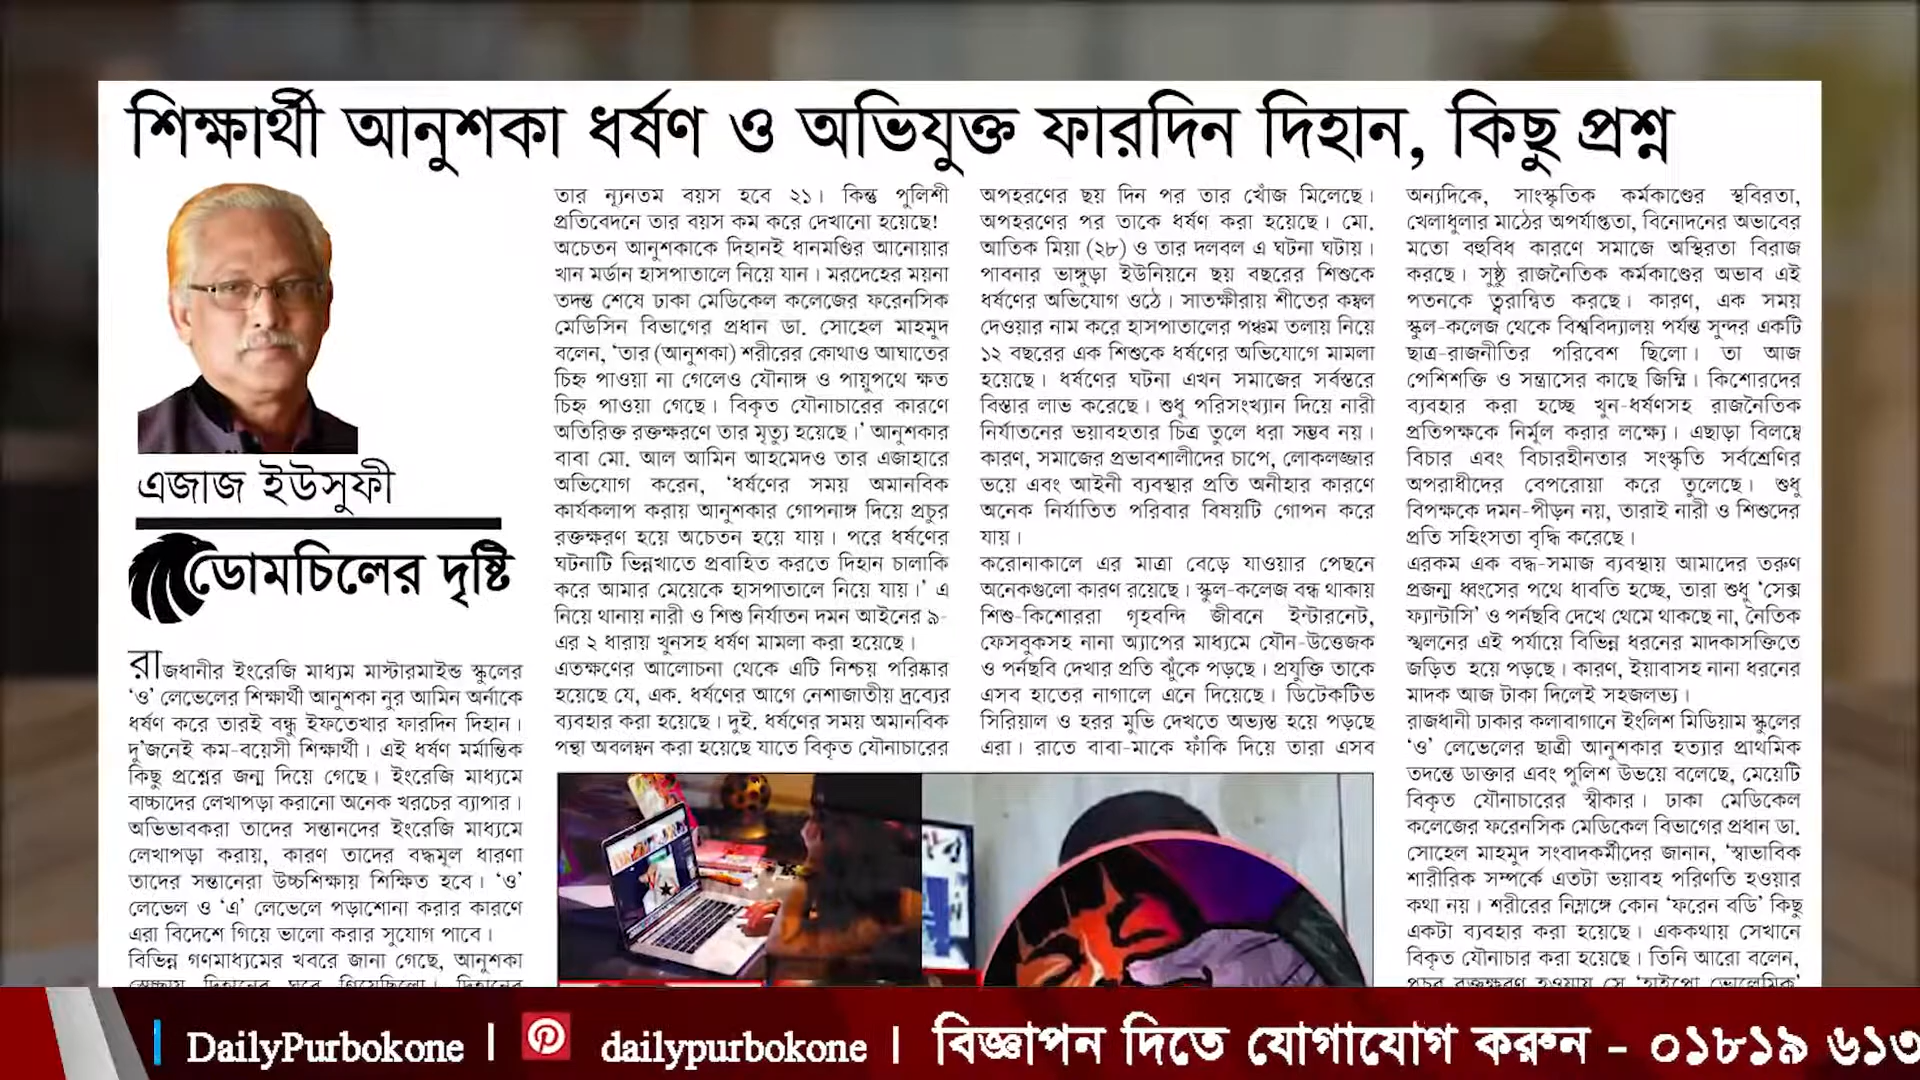 শিক্ষার্থী আনুশকা ধর্ষণ ও অভিযুক্ত ফারদিন দিহান, কিছু প্রশ্ন
এজাজ ইউসুফী
ডোমচিলের দৃষ্টি
রাজধানীর ইংরেজি মাধ্যম মাস্টারমাইন্ড স্কুলের
‘ও’ লেভেলের শিক্ষার্থী আনুশকা নুর আমিন অর্নাকে
ধর্ষণ করে তারই বন্ধু ইফতেখার ফারদিন দিহান।
দু’জনেই কম-বয়েসী শিক্ষার্থী। এই ধর্ষণ মর্মান্তিক
কিছু প্রশ্নের জন্ম দিয়ে গেছে। ইংরেজি মাধ্যমে
বাচ্চাদের লেখাপড়া করানো অনেক খরচের ব্যাপার।
অভিভাবকরা তাদের সন্তানদের ইংরেজি মাধ্যমে
লেখাপড়া করায়, কারণ তাদের বদ্ধমূল ধারণা
তাদের সন্তানেরা উচ্চশিক্ষায় শিক্ষিত হবে। ‘ও’
লেভেল ও ‘এ’ লেভেলে পড়াশোনা করার কারণে
এরা বিদেশে গিয়ে ভালো করার সুযোগ পাবে।
বিভিন্ন গণমাধ্যমের খবরে জানা গেছে, আনুশকা
স্বেচ্ছায় দিহানের ঘরে গিয়েছিলো। দিহানের
তার ন্যূনতম বয়স হবে ২১। কিন্তু পুলিশী
প্রতিবেদনে তার বয়স কম করে দেখানো হয়েছে!
অচেতন আনুশকাকে দিহানই ধানমণ্ডির আনোয়ার
খান মর্ডান হাসপাতালে নিয়ে যান। মরদেহের ময়না
তদন্ত শেষে ঢাকা মেডিকেল কলেজের ফরেনসিক
মেডিসিন বিভাগের প্রধান ডা. সোহেল মাহমুদ
বলেন, ‘তার (আনুশকা) শরীরের কোথাও আঘাতের
চিহ্ন পাওয়া না গেলেও যৌনাঙ্গ ও পায়ুপথে ক্ষত
চিহ্ন পাওয়া গেছে। বিকৃত যৌনাচারের কারণে
অতিরিক্ত রক্তক্ষরণে তার মৃত্যু হয়েছে।’ আনুশকার
বাবা মো. আল আমিন আহমেদও তার এজাহারে
অভিযোগ করেন, ‘ধর্ষণের সময় অমানবিক
কার্যকলাপ করায় আনুশকার গোপনাঙ্গ দিয়ে প্রচুর
রক্তক্ষরণ হয়ে অচেতন হয়ে যায়। পরে ধর্ষণের
ঘটনাটি ভিন্নখাতে প্রবাহিত করতে দিহান চালাকি
করে আমার মেয়েকে হাসপাতালে নিয়ে যায়।’ এ
নিয়ে থানায় নারী ও শিশু নির্যাতন দমন আইনের ৯-
এর ২ ধারায় খুনসহ ধর্ষণ মামলা করা হয়েছে।
এতক্ষণের আলোচনা থেকে এটি নিশ্চয় পরিষ্কার
হয়েছে যে, এক. ধর্ষণের আগে নেশাজাতীয় দ্রব্যের
ব্যবহার করা হয়েছে। দুই. ধর্ষণের সময় অমানবিক
পন্থা অবলম্বন করা হয়েছে যাতে বিকৃত যৌনাচারের
অপহরণের ছয় দিন পর তার খোঁজ মিলেছে।
অপহরণের পর তাকে ধর্ষণ করা হয়েছে। মো.
আতিক মিয়া (২৮) ও তার দলবল এ ঘটনা ঘটায়।
পাবনার ভাঙ্গুড়া ইউনিয়নে ছয় বছরের শিশুকে
ধর্ষণের অভিযোগ ওঠে। সাতক্ষীরায় শীতের কম্বল
দেওয়ার নাম করে হাসপাতালের পঞ্চম তলায় নিয়ে
১২ বছরের এক শিশুকে ধর্ষণের অভিযোগে মামলা
হয়েছে। ধর্ষণের ঘটনা এখন সমাজের সর্বস্তরে
বিস্তার লাভ করেছে। শুধু পরিসংখ্যান দিয়ে নারী
নির্যাতনের ভয়াবহতার চিত্র তুলে ধরা সম্ভব নয়।
কারণ, সমাজের প্রভাবশালীদের চাপে, লোকলজ্জার
ভয়ে এবং আইনী ব্যবস্থার প্রতি অনীহার কারণে
অনেক নির্যাতিত পরিবার বিষয়টি গোপন করে
যায়।
করোনাকালে এর মাত্রা বেড়ে যাওয়ার পেছনে
অনেকগুলো কারণ রয়েছে। স্কুল-কলেজ বন্ধ থাকায়
শিশু-কিশোররা গৃহবন্দি জীবনে ইন্টারনেট,
ফেসবুকসহ নানা অ্যাপের মাধ্যমে যৌন-উত্তেজক
ও পর্নছবি দেখার প্রতি ঝুঁকে পড়ছে। প্রযুক্তি তাকে
এসব হাতের নাগালে এনে দিয়েছে। ডিটেকটিভ
সিরিয়াল ও হরর মুভি দেখতে অভ্যস্ত হয়ে পড়ছে
এরা। রাতে বাবা-মাকে ফাঁকি দিয়ে তারা এসব
অন্যদিকে, সাংস্কৃতিক কর্মকাণ্ডের স্থবিরতা,
খেলাধুলার মাঠের অপর্যাপ্ততা, বিনোদনের অভাবের
মতো বহুবিধ কারণে সমাজে অস্থিরতা বিরাজ
করছে। সুষ্ঠু রাজনৈতিক কর্মকাণ্ডের অভাব এই
পতনকে ত্বরান্বিত করছে। কারণ, এক সময়
স্কুল-কলেজ থেকে বিশ্ববিদ্যালয় পর্যন্ত সুন্দর একটি
ছাত্র-রাজনীতির পরিবেশ ছিলো। তা আজ
পেশিশক্তি ও সন্ত্রাসের কাছে জিম্মি। কিশোরদের
ব্যবহার করা হচ্ছে খুন-ধর্ষণসহ রাজনৈতিক
প্রতিপক্ষকে নির্মুল করার লক্ষ্যে। এছাড়া বিলম্বে
বিচার এবং বিচারহীনতার সংস্কৃতি সর্বশ্রেণির
অপরাধীদের বেপরোয়া করে তুলেছে। শুধু
বিপক্ষকে দমন-পীড়ন নয়, তারাই নারী ও শিশুদের
প্রতি সহিংসতা বৃদ্ধি করেছে।
এরকম এক বদ্ধ-সমাজ ব্যবস্থায় আমাদের তরুণ
প্রজন্ম ধ্বংসের পথে ধাবতি হচ্ছে, তারা শুধু ‘সেক্স
ফ্যান্টাসি’ ও পর্নছবি দেখে থেমে থাকছে না, নৈতিক
স্খলনের এই পর্যায়ে বিভিন্ন ধরনের মাদকাসক্তিতে
জড়িত হয়ে পড়ছে। কারণ, ইয়াবাসহ নানা ধরনের
মাদক আজ টাকা দিলেই সহজলভ্য।
রাজধানী ঢাকার কলাবাগানে ইংলিশ মিডিয়াম স্কুলের
‘ও’ লেভেলের ছাত্রী আনুশকার হত্যার প্রাথমিক
তদন্তে ডাক্তার এবং পুলিশ উভয়ে বলেছে, মেয়েটি
বিকৃত যৌনাচারের স্বীকার। ঢাকা মেডিকেল
কলেজের ফরেনসিক মেডিকেল বিভাগের প্রধান ডা.
সোহেল মাহমুদ সংবাদকর্মীদের জানান, ‘স্বাভাবিক
শারীরিক সম্পর্কে এতটা ভয়াবহ পরিণতি হওয়ার
কথা নয়। শরীরের নিম্নাঙ্গে কোন ‘ফরেন বডি’ কিছু
একটা ব্যবহার করা হয়েছে। এককথায় সেখানে
বিকৃত যৌনাচার করা হয়েছে। তিনি আরো বলেন,
প্রচুর রক্তক্ষরণ হওয়ায় সে ‘হাইপো ভোলেমিক’
DailyPurbokone | dailypurbokone | বিজ্ঞাপন দিতে যোগাযোগ করুন - ০১৮১৯ ৬১৩